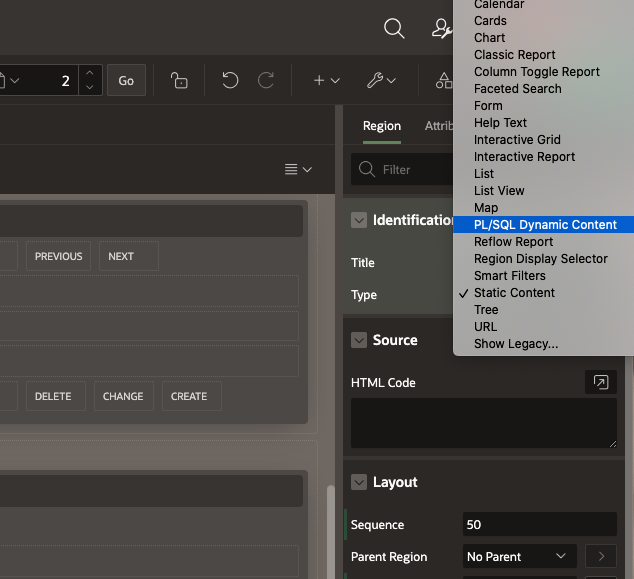 Calendar
Cards
Chart
Classic Report
Column Toggle Report
Faceted Search
Form
Help Text
Interactive Grid
Interactive Report
List
List View
Map
PL/SQL Dynamic Content
Reflow Report
Region Display Selector
Smart Filters
✓ Static Content
Tree
URL
Show Legacy...
2
Go
PREVIOUS
NEXT
DELETE
CHANGE
CREATE
Region
Filter
Title
Type
Source
HTML Code
Layout
Sequence
50
Parent Region
No Parent